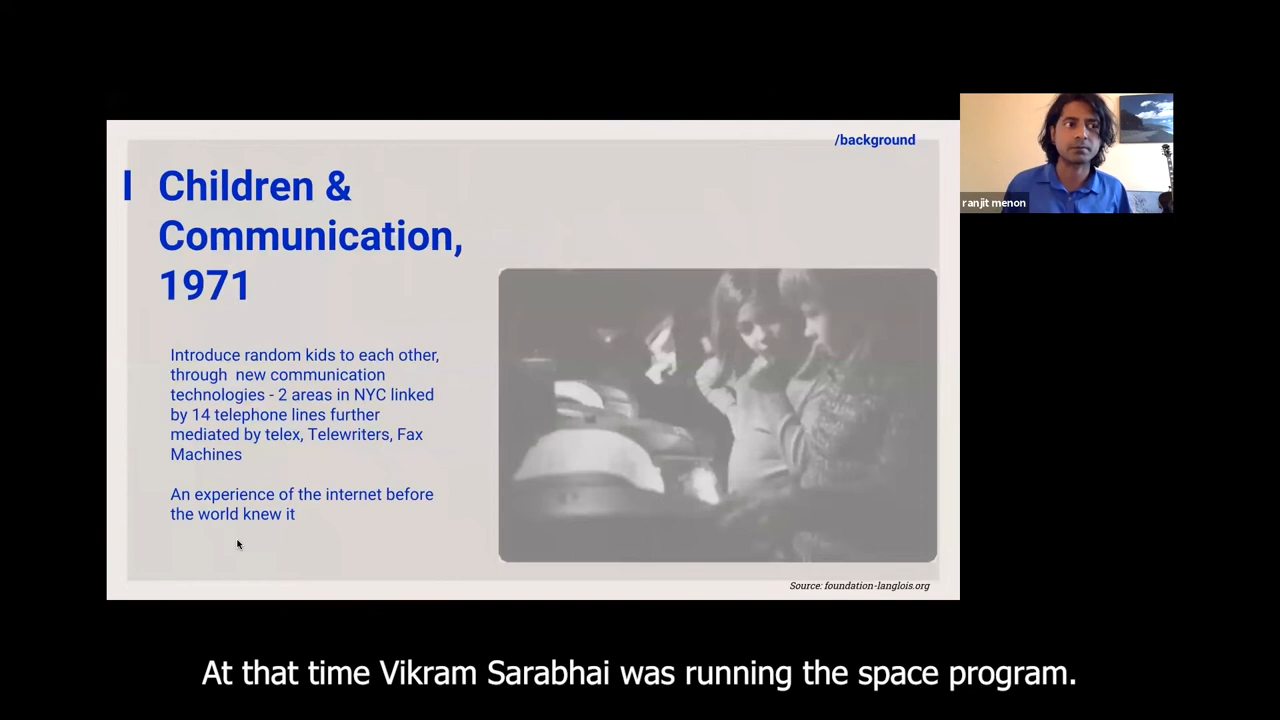 /background
I Children &
Communication,
1971
Introduce random kids to each other,
through new communication
technologies - 2 areas in NYC linked
by 14 telephone lines further
mediated by telex, Telewriters, Fax
Machines
An experience of the internet before
the world knew it
Source: foundation-langlois.org
ranjit menon
At that time Vikram Sarabhai was running the space program.